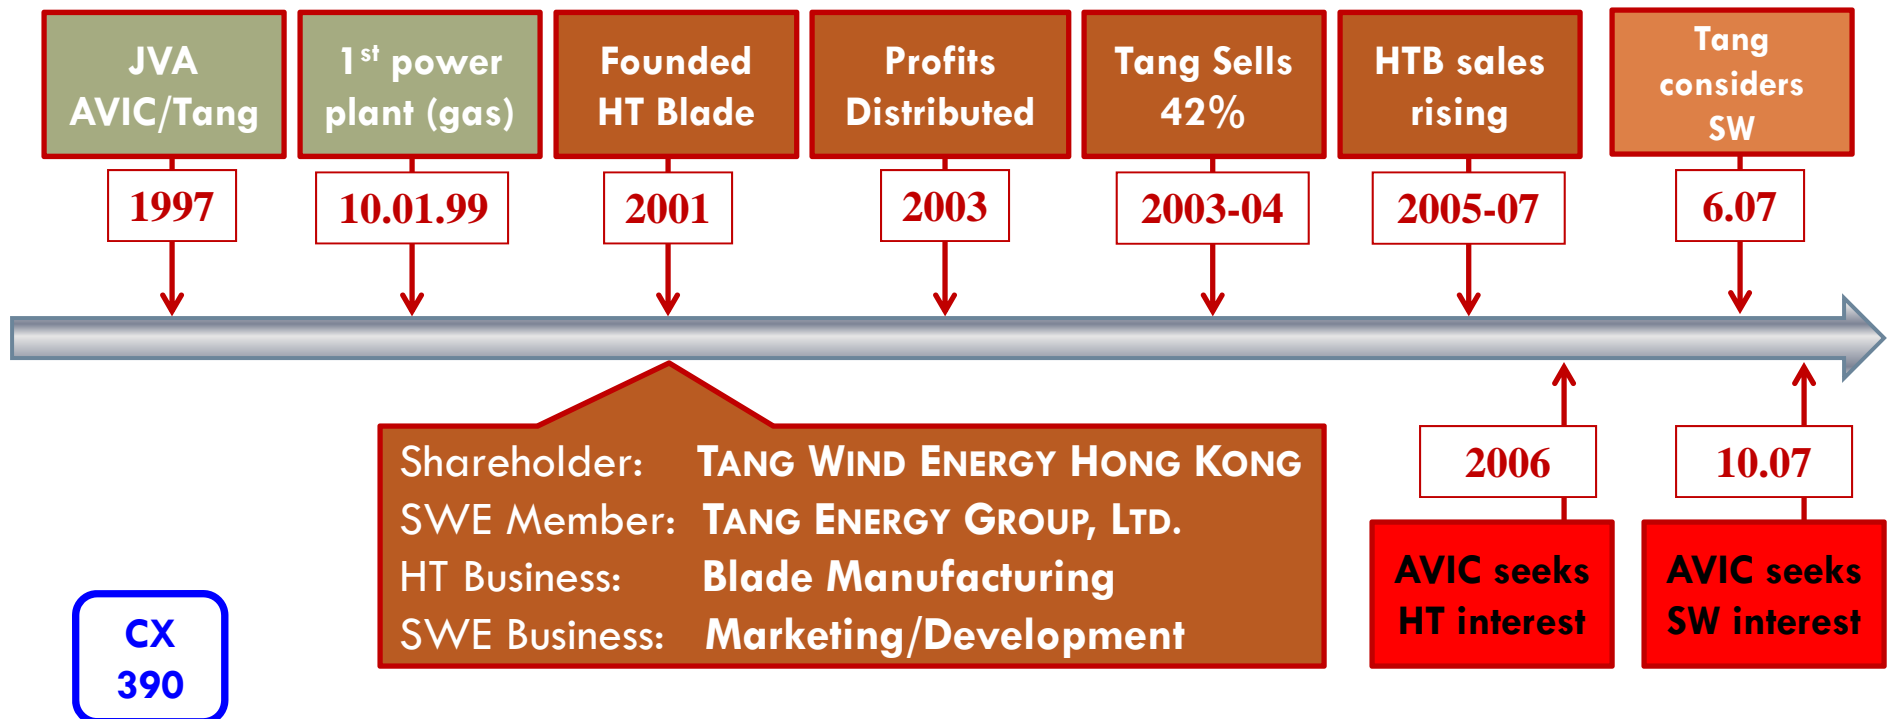 JVA
AVIC/Tang
1st power
plant (gas)
Founded
HT Blade
Profits
Distributed
Tang Sells
42%
HTB sales
rising
Tang
considers
SW
1997
10.01.99
2001
2003
2003-04
2005-07
6.07
Shareholder: TANG WIND ENERGY HONG KONG
SWE Member: TANG ENERGY GROUP, LTD.
HT Business: Blade Manufacturing
SWE Business: Marketing/Development
2006
10.07
AVIC seeks
HT interest
AVIC seeks
SW interest
CX
390